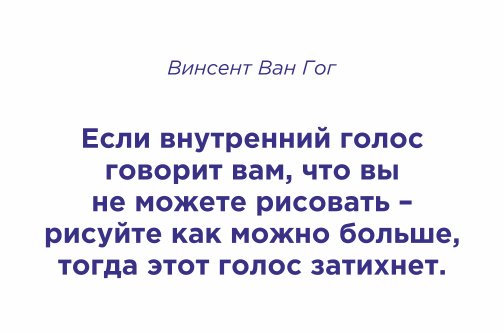 Винсент Ван Гог
Если внутренний голос
говорит вам, что вы
не можете рисовать –
рисуйте как можно больше,
тогда этот голос затихнет.